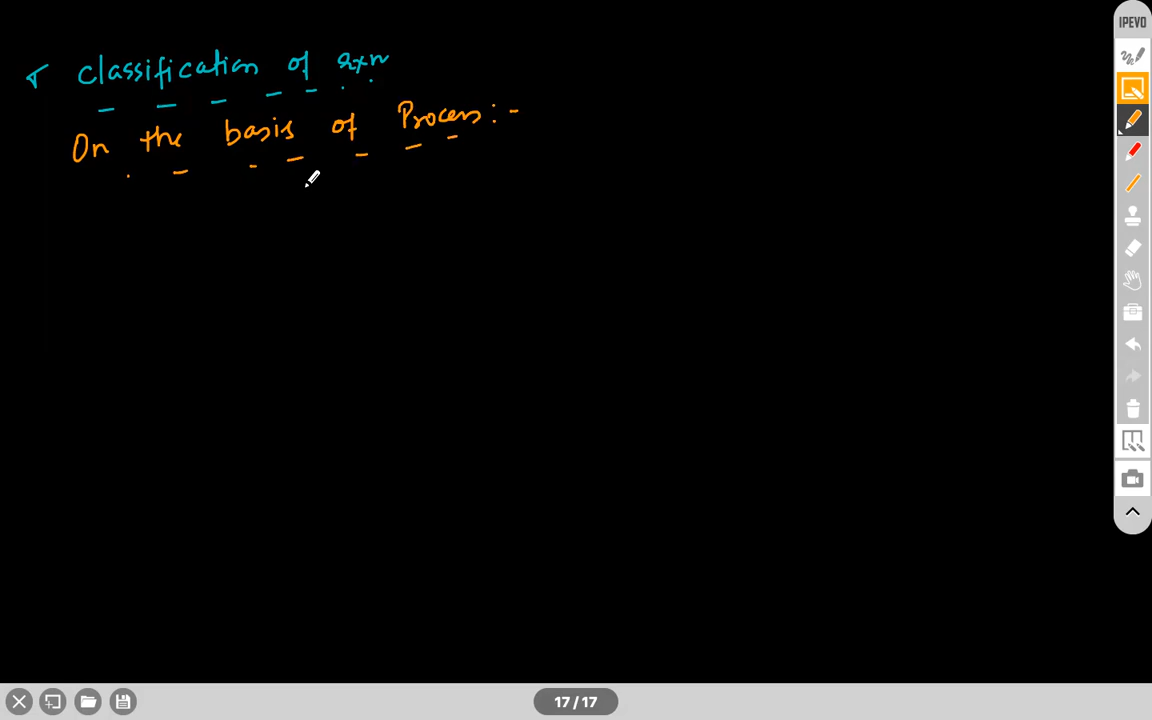 Classification of rxn
On the basis of Process:-
IPEVO
17/17